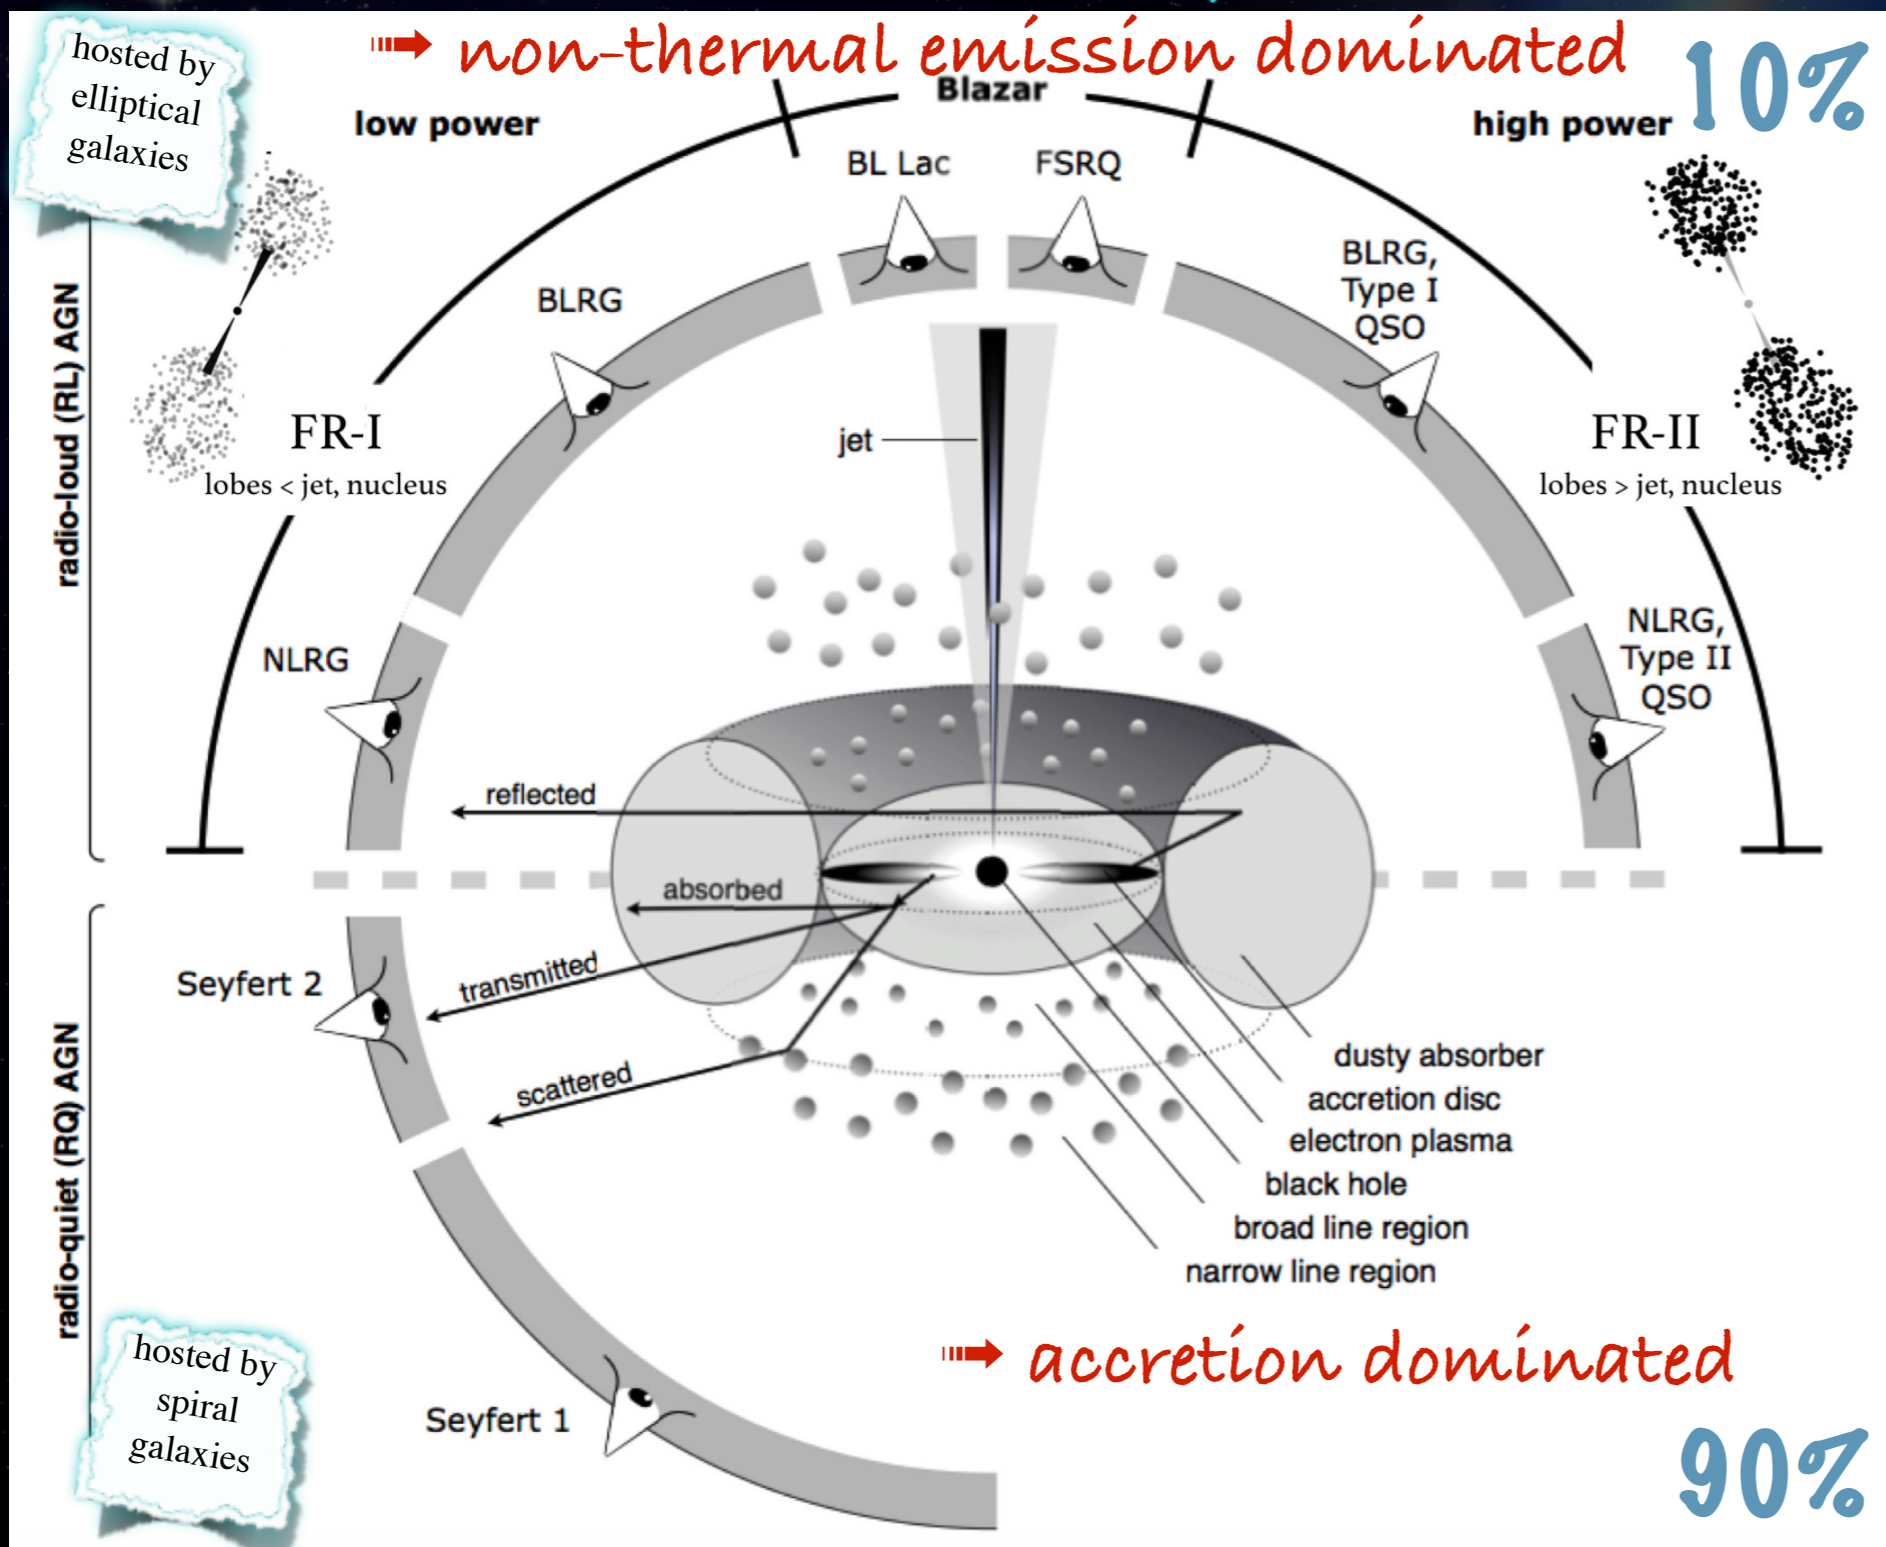 hosted by
elliptical
galaxies
non-thermal emission dominated
10%
low power
Blazar
high power
BL Lac
FSRQ
BLRG
BLRG,
Type I
QSO
radio-loud (RL) AGN
FR-I
lobes < jet, nucleus
jet
FR-II
lobes > jet, nucleus
NLRG
NLRG,
Type II
QSO
reflected
absorbed
transmitted
scattered
Seyfert 2
radio-quiet (RQ) AGN
dusty absorber
accretion disc
electron plasma
black hole
broad line region
narrow line region
hosted by
spiral
galaxies
accretion dominated
Seyfert 1
90%